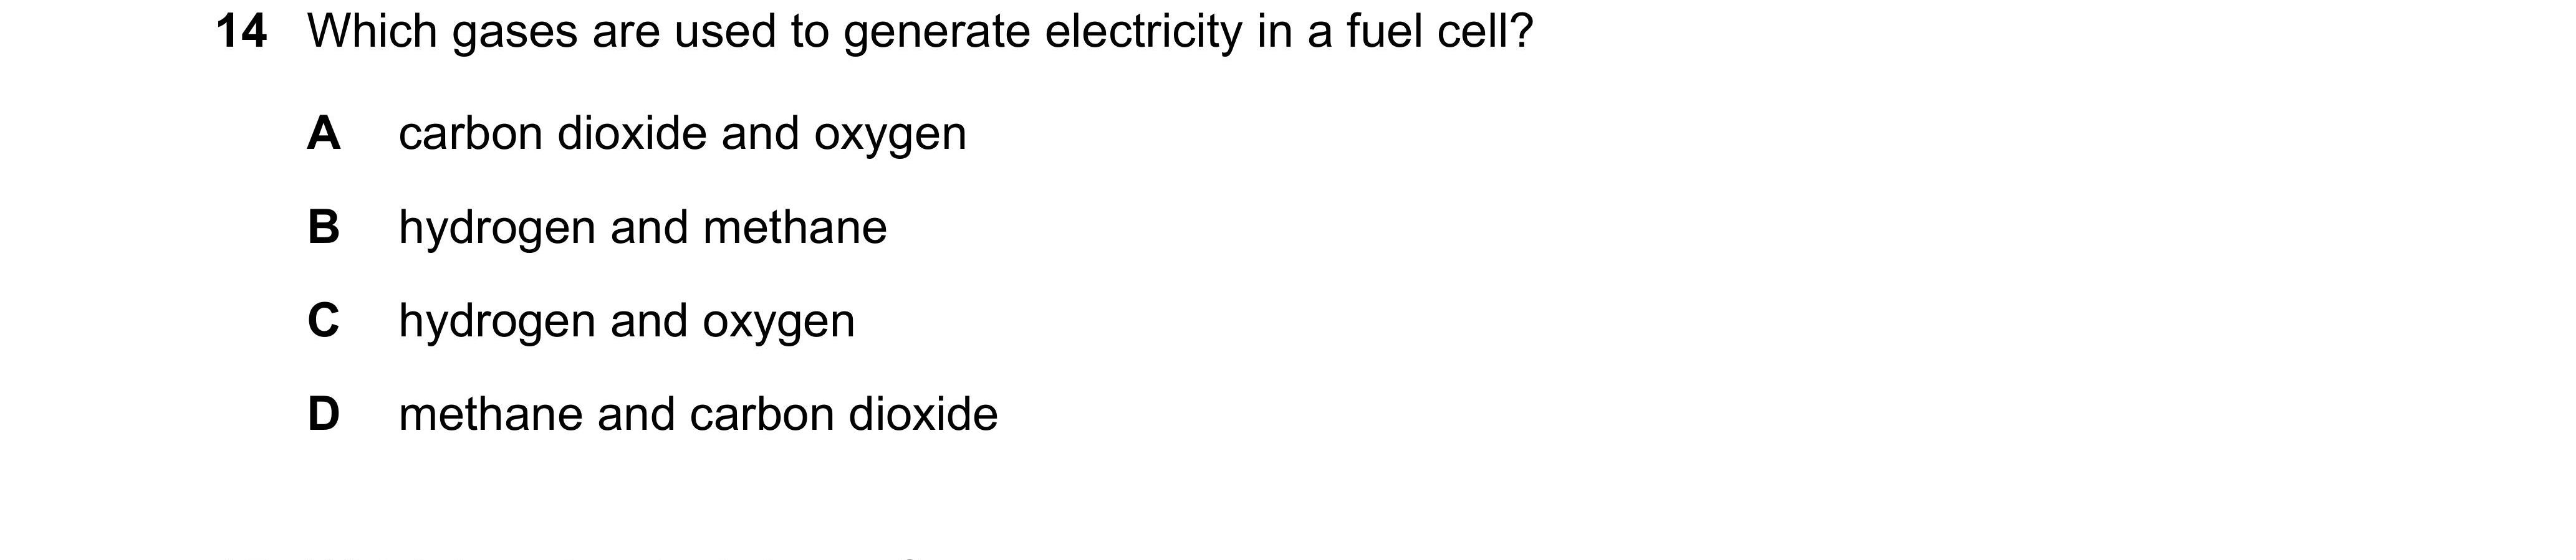 14 Which gases are used to generate electricity in a fuel cell?
A carbon dioxide and oxygen
B hydrogen and methane
C hydrogen and oxygen
D methane and carbon dioxide